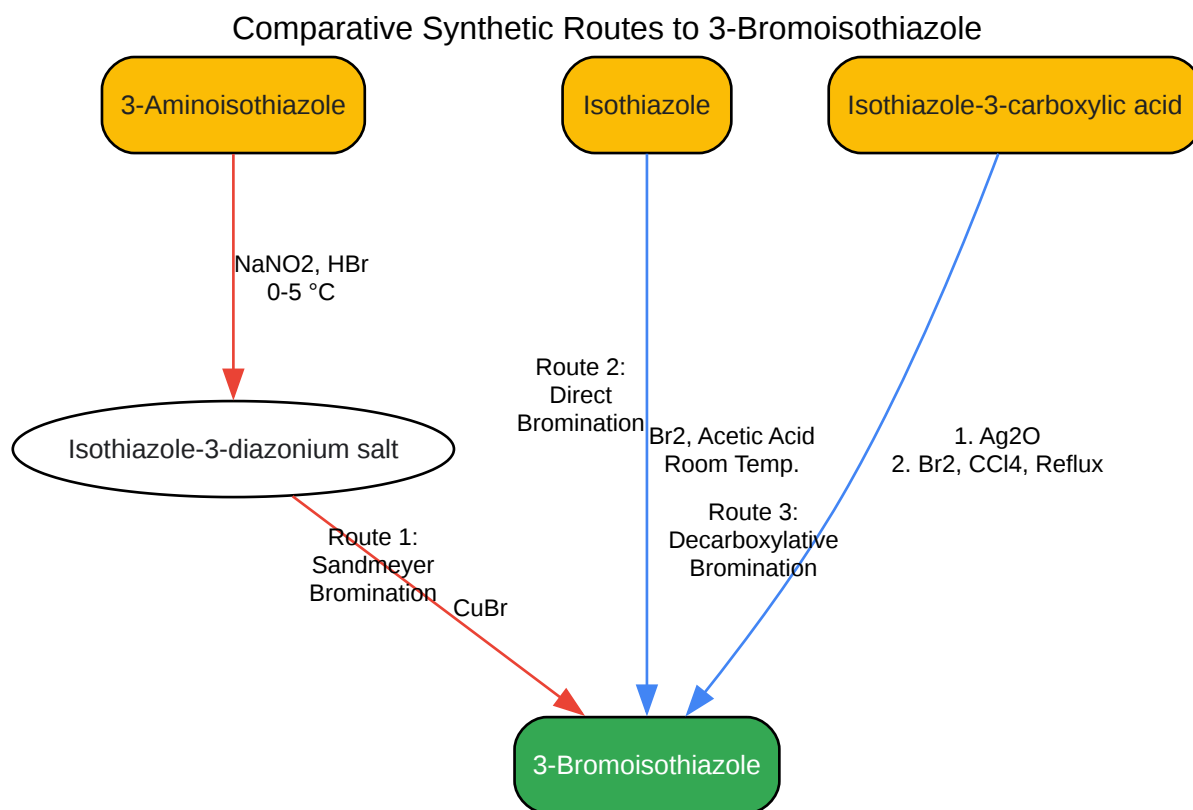 Comparative Synthetic Routes to 3-Bromoisothiazole
3-Aminoisothiazole
Isothiazole
Isothiazole-3-carboxylic acid
NaNO2, HBr
0-5 °C
Route 2:
Direct
Bromination
Br2, Acetic Acid
Room Temp.
1. Ag2O
2. Br2, CCl4, Reflux
Isothiazole-3-diazonium salt
Route 1:
Sandmeyer
Bromination
CuBr
Route 3:
Decarboxylative
Bromination
3-Bromoisothiazole